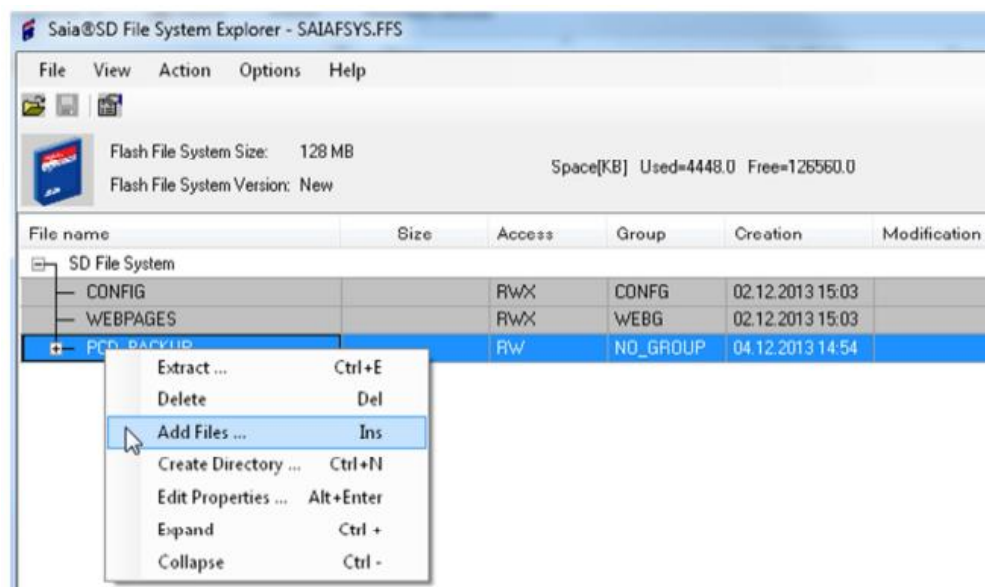 Saia®SD File System Explorer - SAIAFSYS.FFS
File View Action Options Help
Flash File System Size: 128 MB
Space[KB] Used=4448.0 Free=126560.0
Flash File System Version: New
File name Size Access Group Creation Modification
SD File System
CONFIG RWX CONFG 02.12.2013 15:03
WEBPAGES RWX WEBG 02.12.2013 15:03
PCD_BACKUP RW NO_GROUP 04.12.2013 14:54
Extract ... Ctrl+E
Delete Del
Add Files ... Ins
Create Directory ... Ctrl+N
Edit Properties ... Alt+Enter
Expand Ctrl +
Collapse Ctrl -